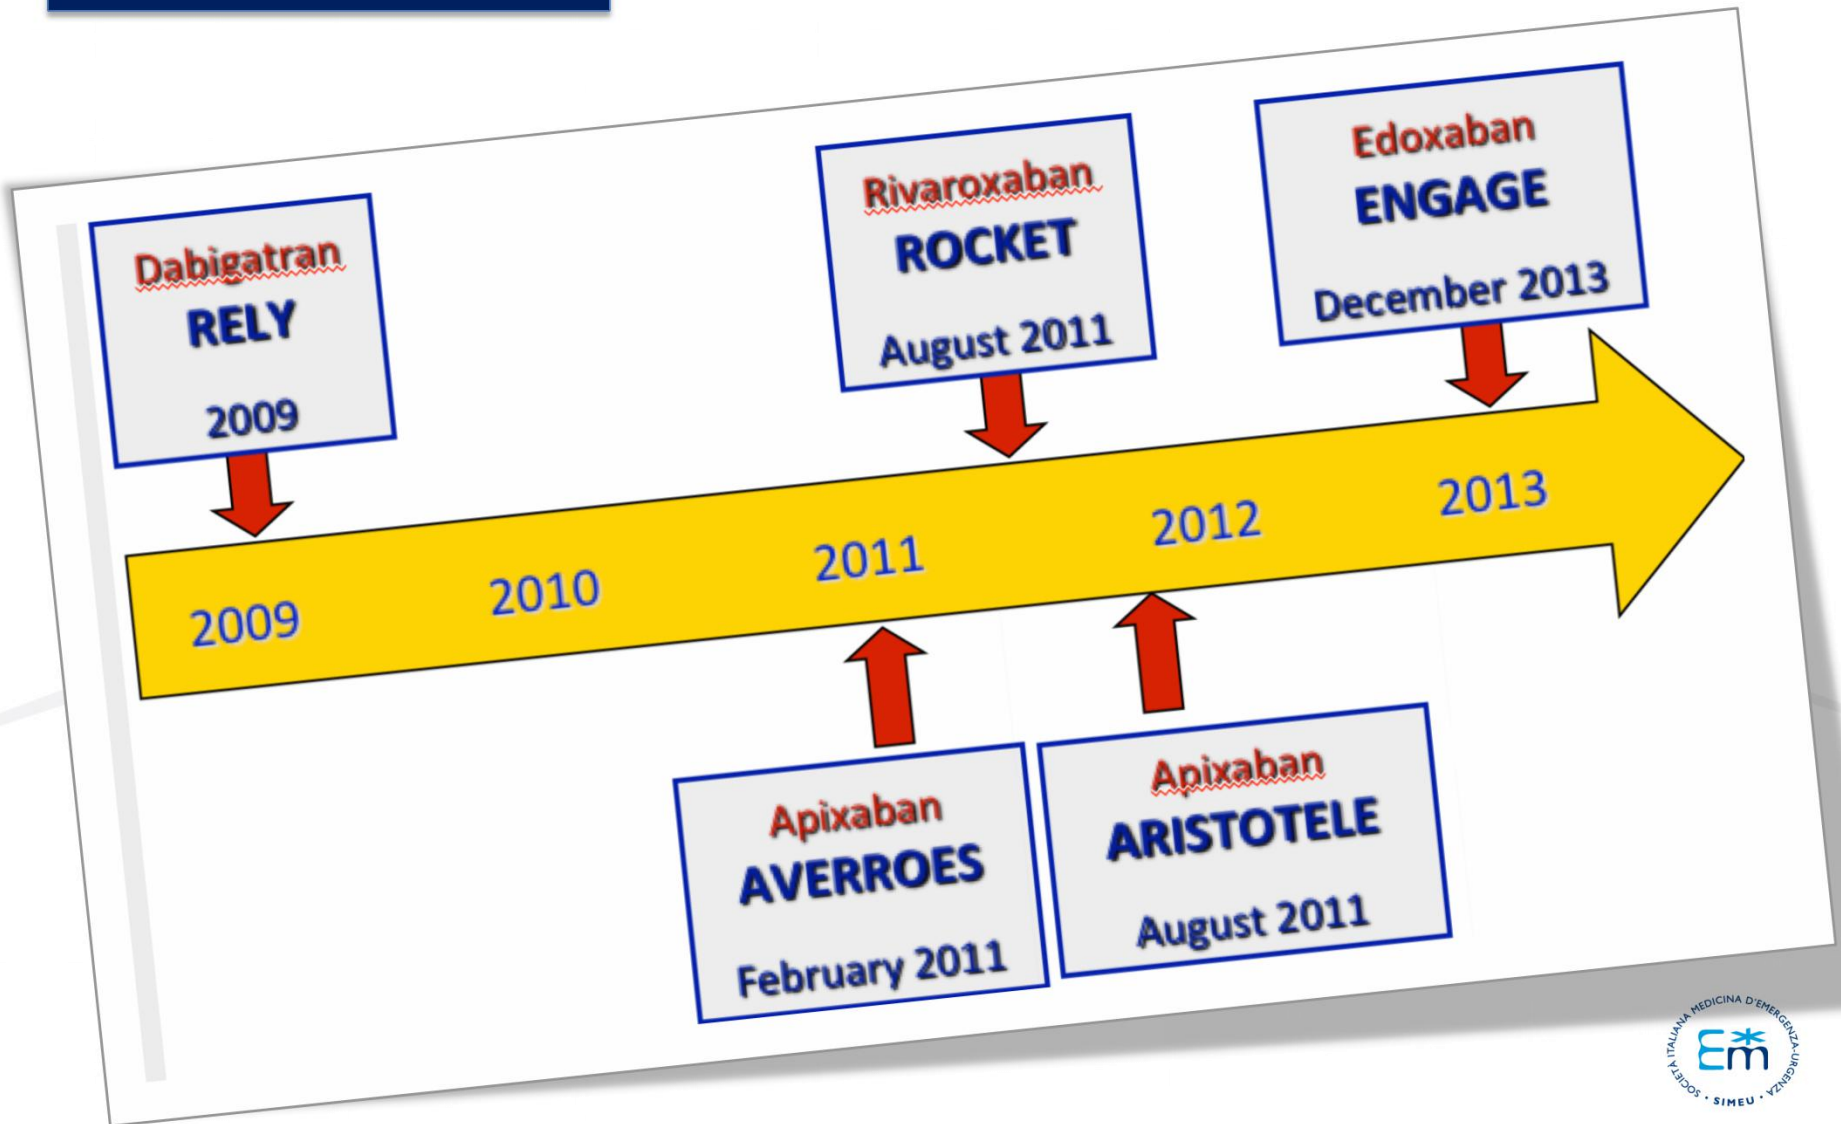 Dabigatran
RELY
2009
Rivaroxaban
ROCKET
August 2011
Edoxaban
ENGAGE
December 2013
2009
2010
2011
2012
2013
Apixaban
AVERROES
February 2011
Apixaban
ARISTOTELE
August 2011
SOCIETÀ ITALIANA MEDICINA D'EMERGENZA-URGENZA
Em
· SIMEU ·